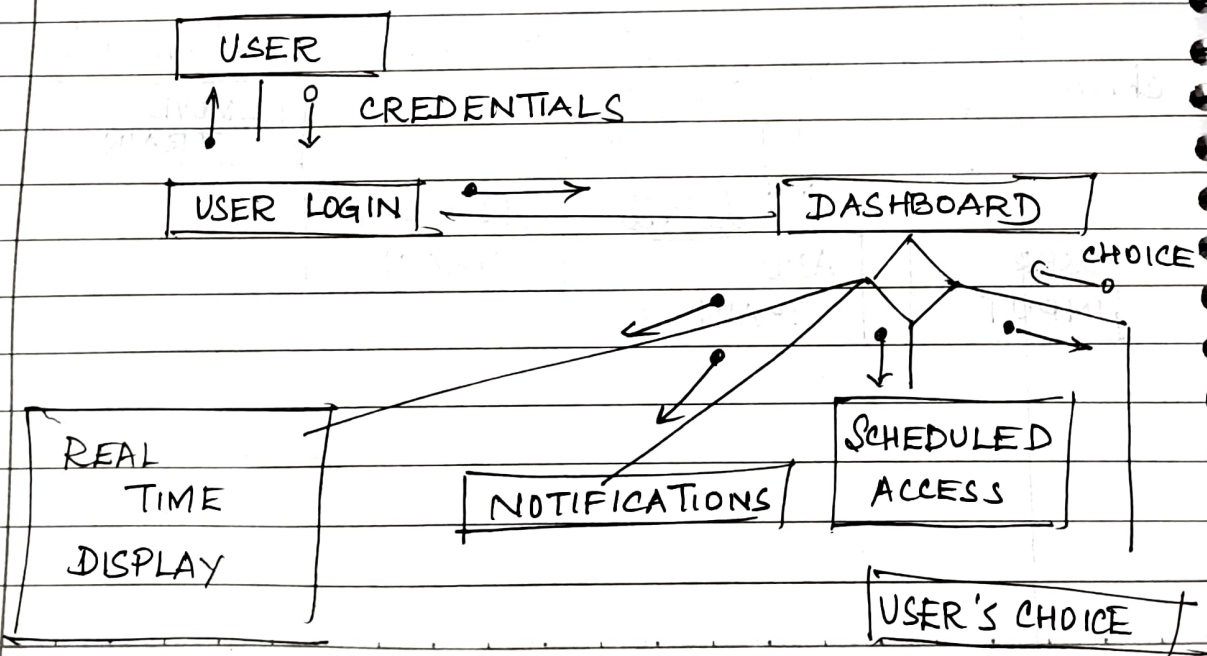 USER
CREDENTIALS
USER LOGIN
DASHBOARD
CHOICE
REAL
TIME
DISPLAY
NOTIFICATIONS
SCHEDULED
ACCESS
USER'S CHOICE